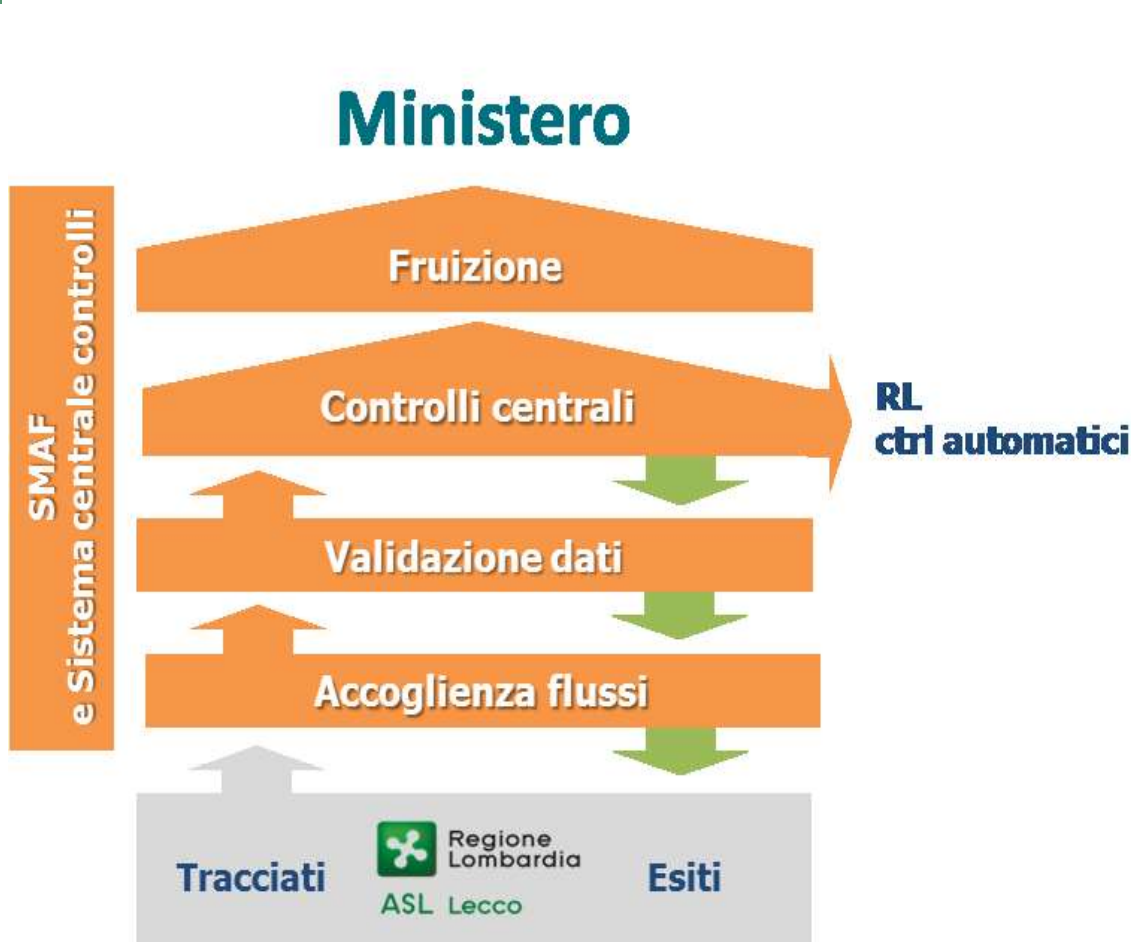 Ministero
SMAF
e Sistema centrale controlli
Fruizione
Controlli centrali
RL
ctrl automatici
Validazione dati
Accoglienza flussi
Tracciati
Regione
Lombardia
ASL Lecco
Esiti